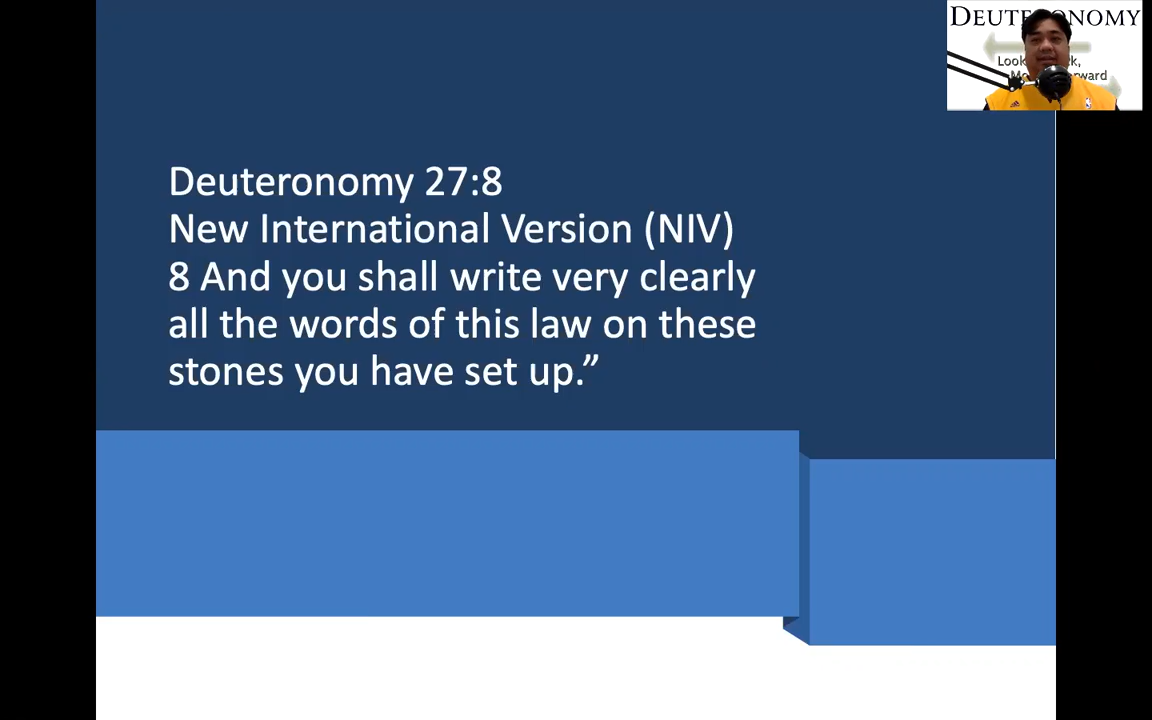 Deuteronomy 27:8
New International Version (NIV)
8 And you shall write very clearly
all the words of this law on these
stones you have set up.”
DEUTERONOMY